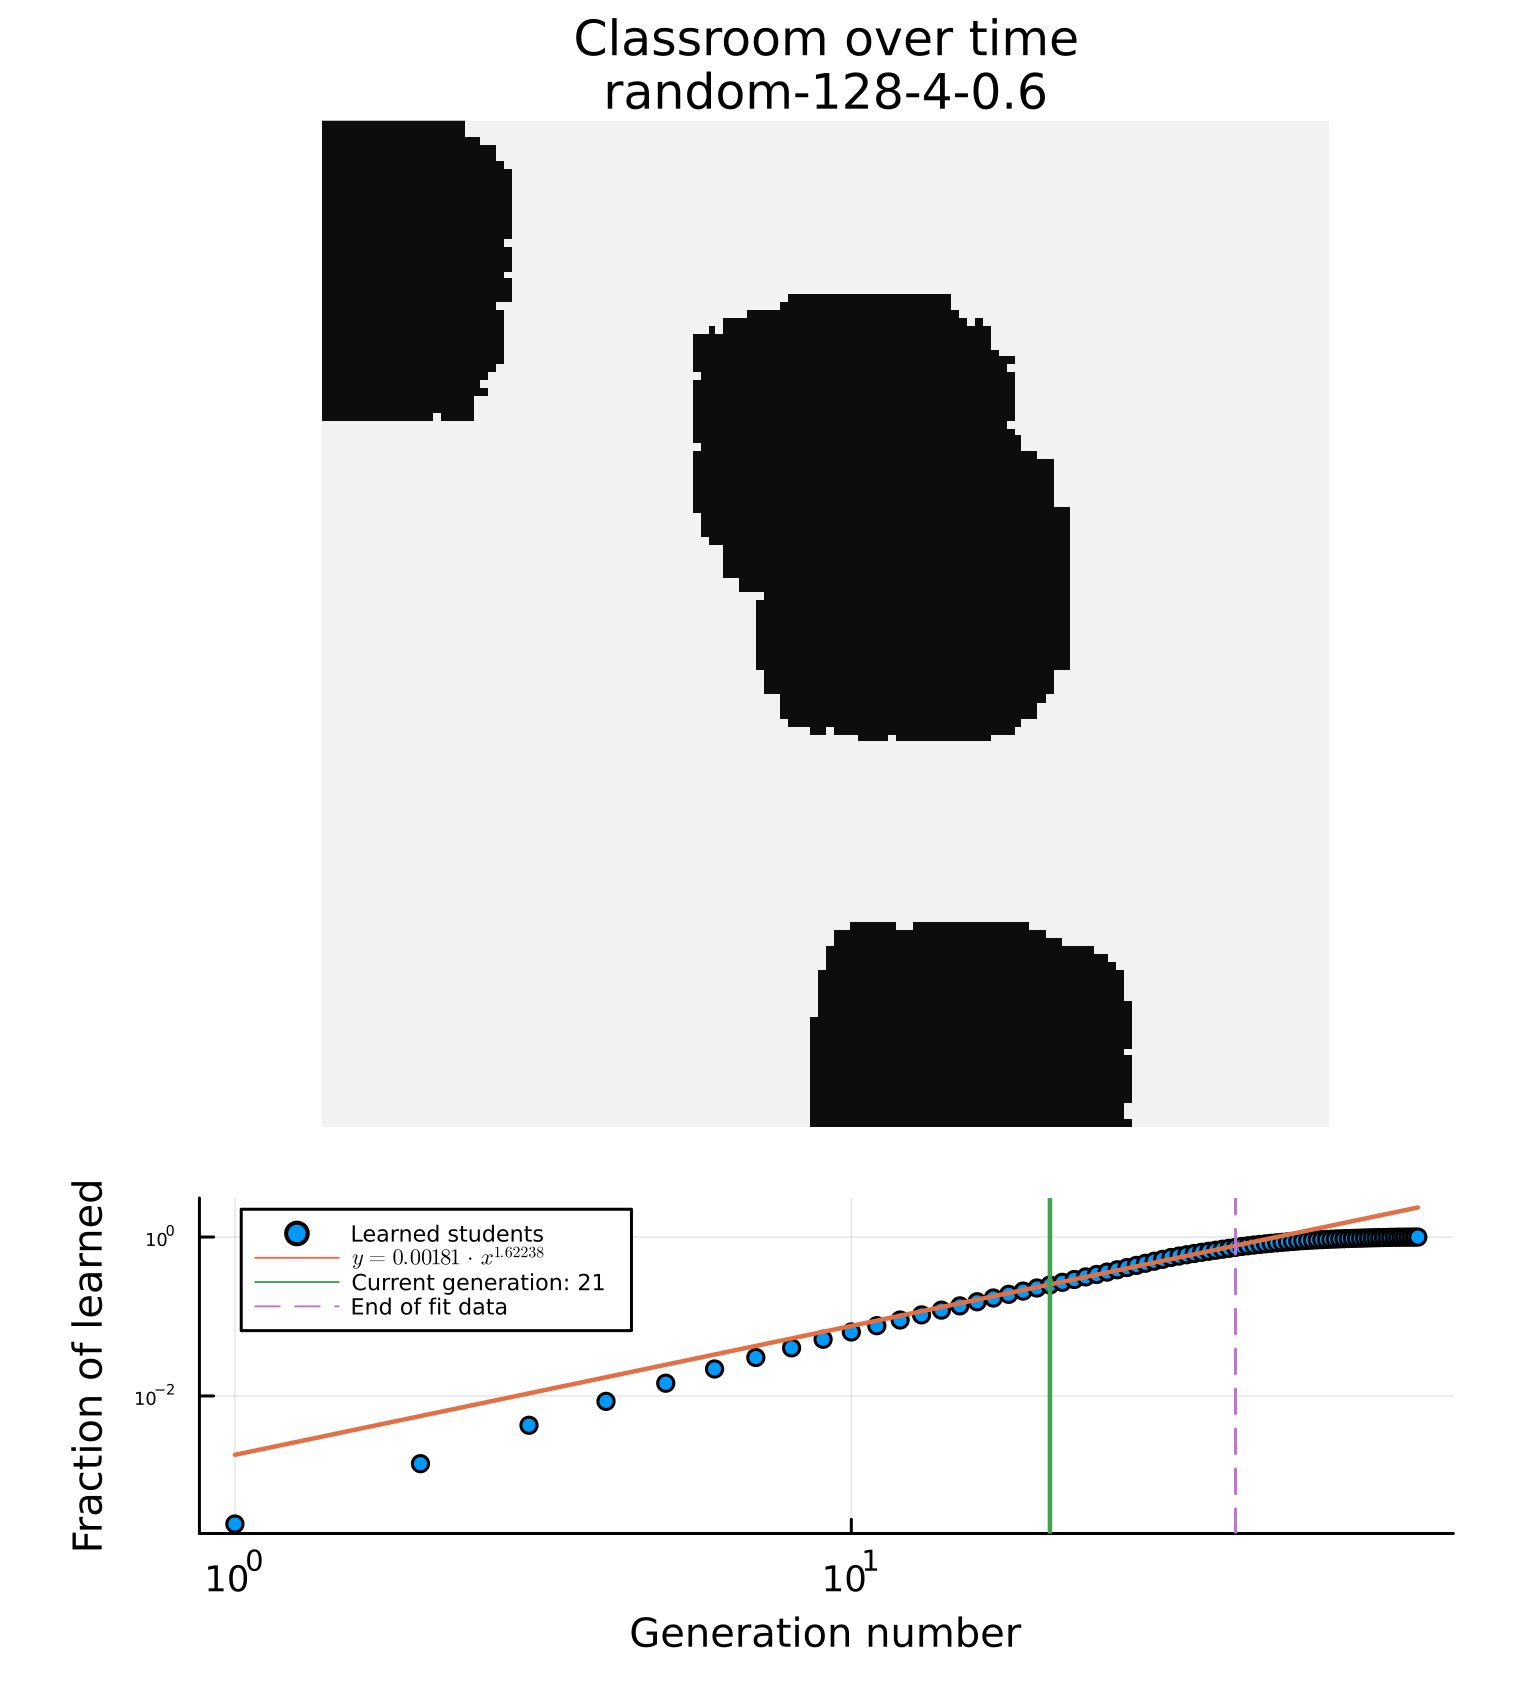 Classroom over time
random-128-4-0.6
Fraction of learned
10^0
10^-2
Learned students
y = 0.00181 · x^1.62238
Current generation: 21
End of fit data
10^0
10^1
Generation number